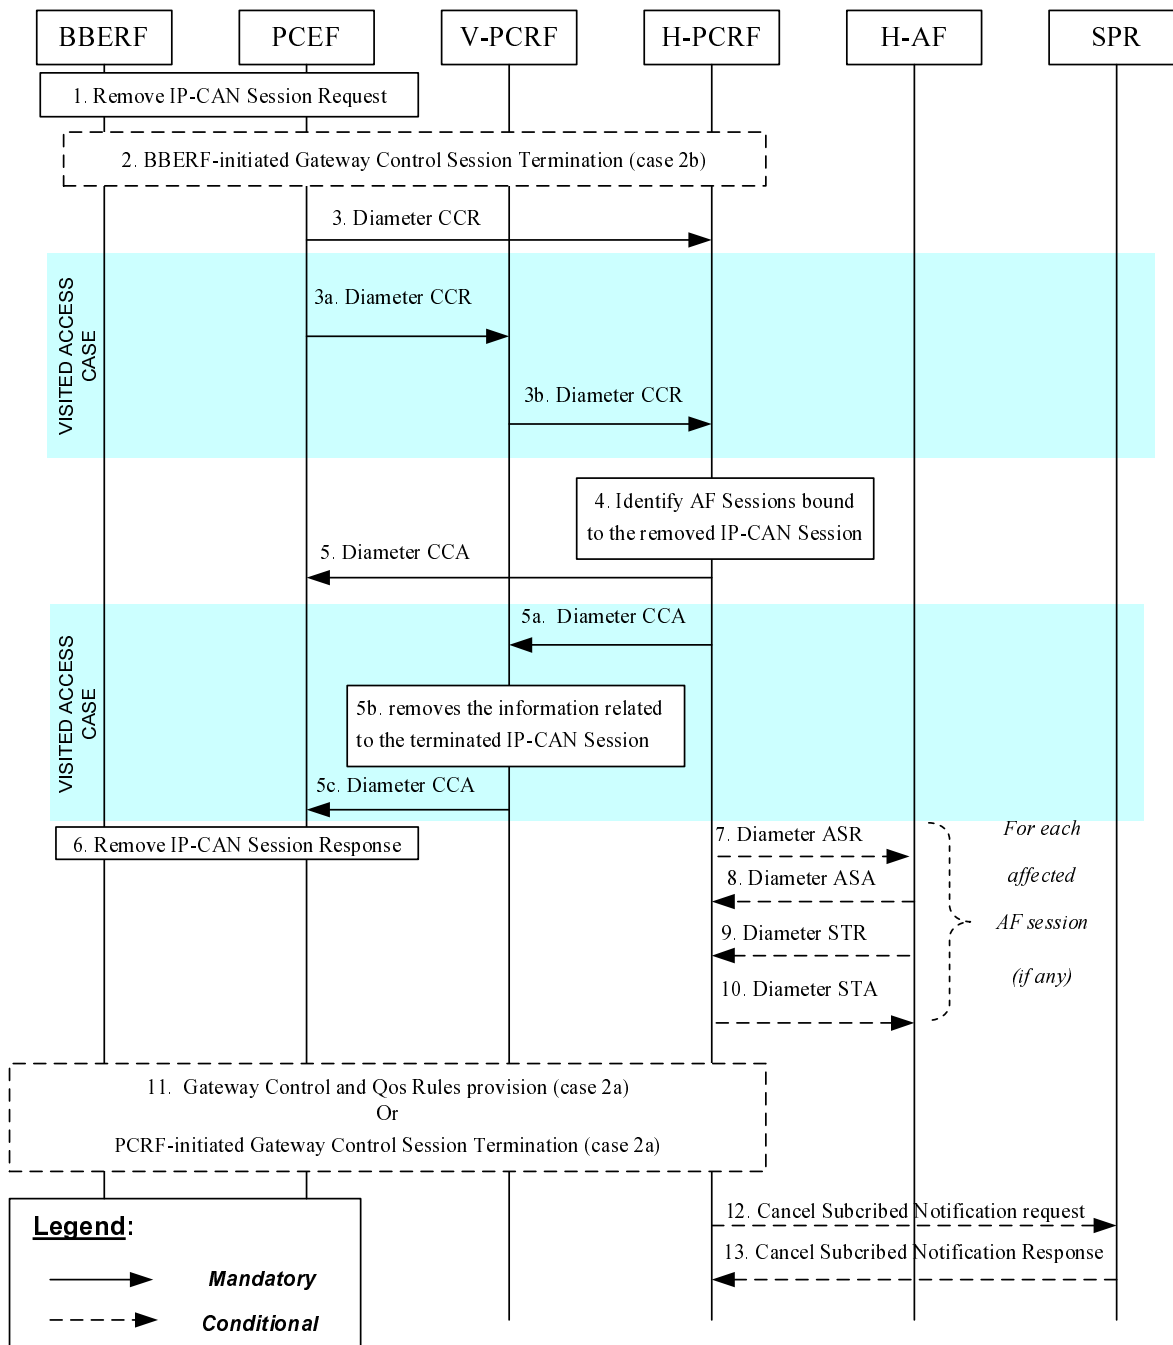 BBERF
PCEF
V-PCRF
H-PCRF
H-AF
SPR
1. Remove IP-CAN Session Request
2. BBERF-initiated Gateway Control Session Termination (case 2b)
3. Diameter CCR
VISITED ACCESS
CASE
3a. Diameter CCR
3b. Diameter CCR
4. Identify AF Sessions bound
to the removed IP-CAN Session
5. Diameter CCA
VISITED ACCESS
CASE
5a. Diameter CCA
5b. removes the information related
to the terminated IP-CAN Session
5c. Diameter CCA
6. Remove IP-CAN Session Response
7. Diameter ASR
8. Diameter ASA
9. Diameter STR
10. Diameter STA
For each
affected
AF session
(if any)
11. Gateway Control and Qos Rules provision (case 2a)
Or
PCRF-initiated Gateway Control Session Termination (case 2a)
12. Cancel Subcribed Notification request
13. Cancel Subcribed Notification Response
Legend:
Mandatory
Conditional